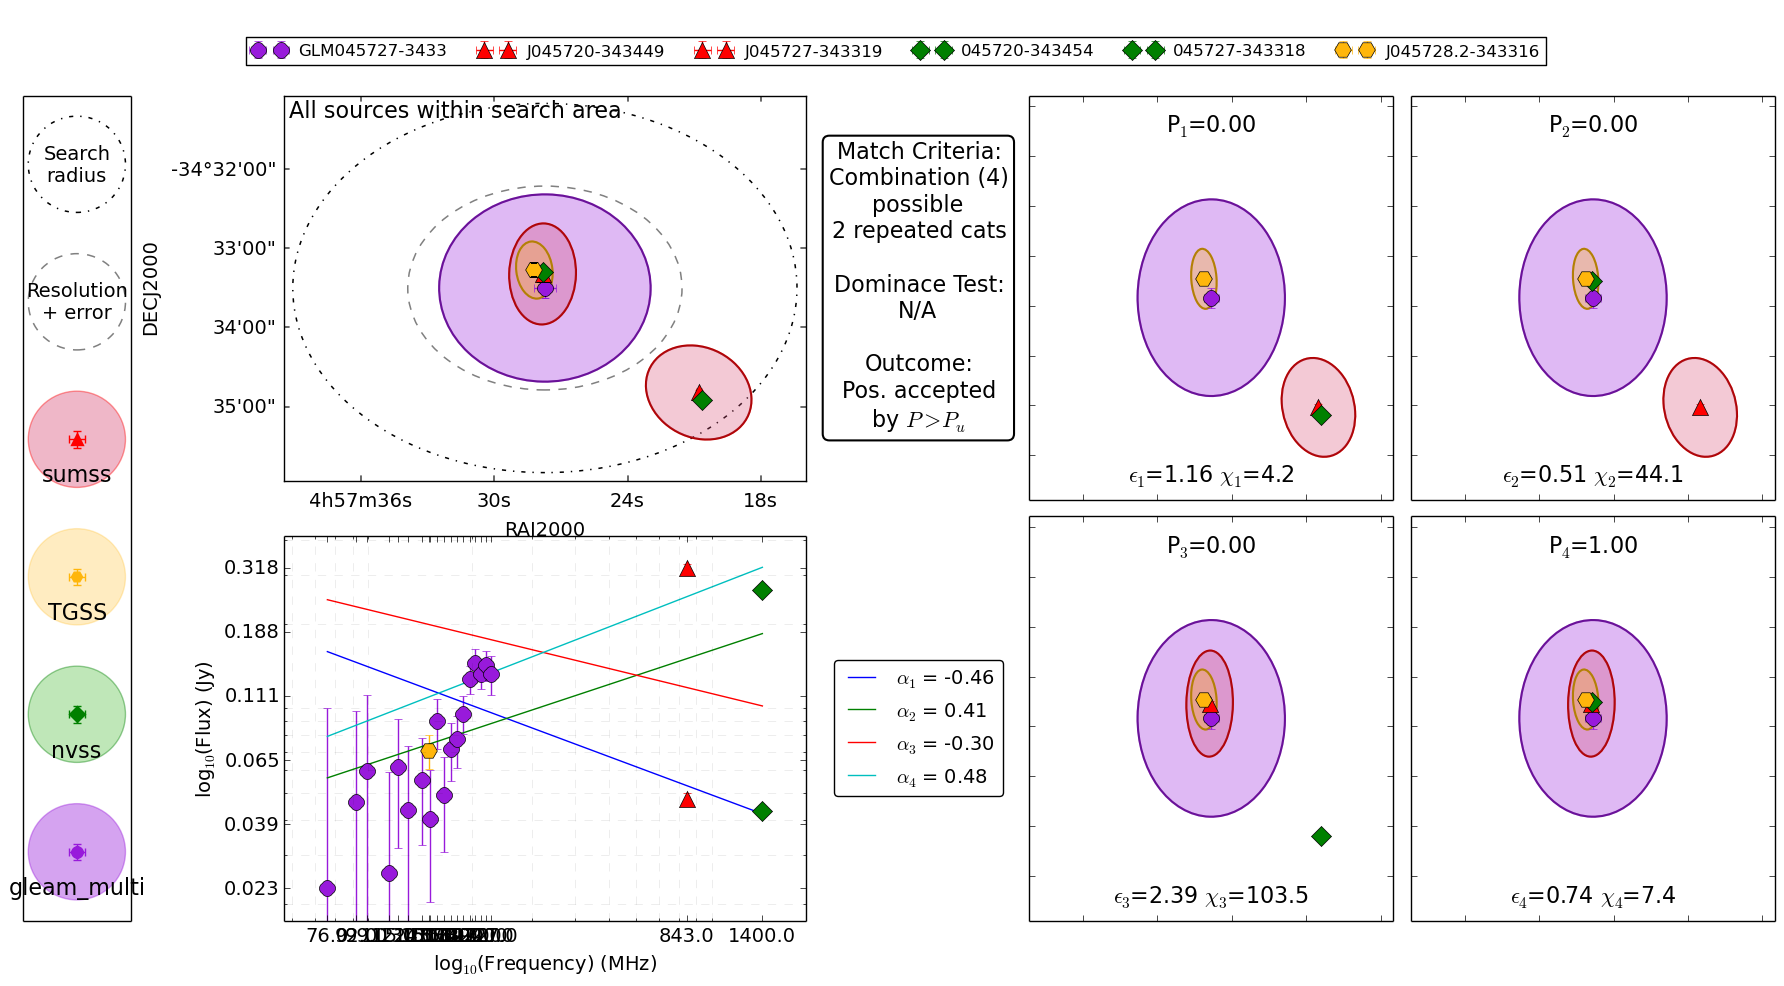 GLM045727-3433 J045720-343449 J045727-343319 045720-343454 045727-343318 J045728.2-343316
Search
radius
Resolution
+ error
sumss
TGSS
nvss
gleam_multi
All sources within search area
DECJ2000
-34°32'00"
33'00"
34'00"
35'00"
4h57m36s 30s 24s 18s
RAJ2000
Match Criteria:
Combination (4)
possible
2 repeated cats
Dominace Test:
N/A
Outcome:
Pos. accepted
by P>Pu
P1=0.00
ϵ1=1.16 χ1=4.2
P2=0.00
ϵ2=0.51 χ2=44.1
P3=0.00
ϵ3=2.39 χ3=103.5
P4=1.00
ϵ4=0.74 χ4=7.4
log10(Flux) (Jy)
0.318
0.188
0.111
0.065
0.039
0.023
843.0 1400.0
log10(Frequency) (MHz)
α1 = -0.46
α2 = 0.41
α3 = -0.30
α4 = 0.48